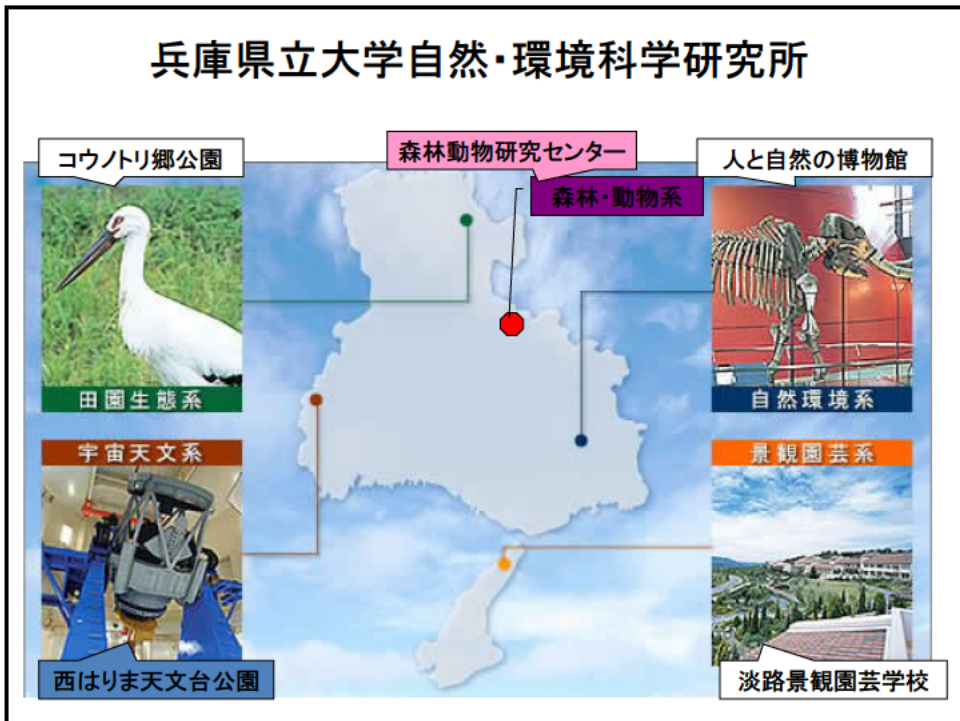 兵庫県立大学自然・環境科学研究所
コウノトリ郷公園
森林動物研究センター
人と自然の博物館
森林・動物系
田園生態系
自然環境系
宇宙天文系
景観園芸系
西はりま天文台公園
淡路景観園芸学校